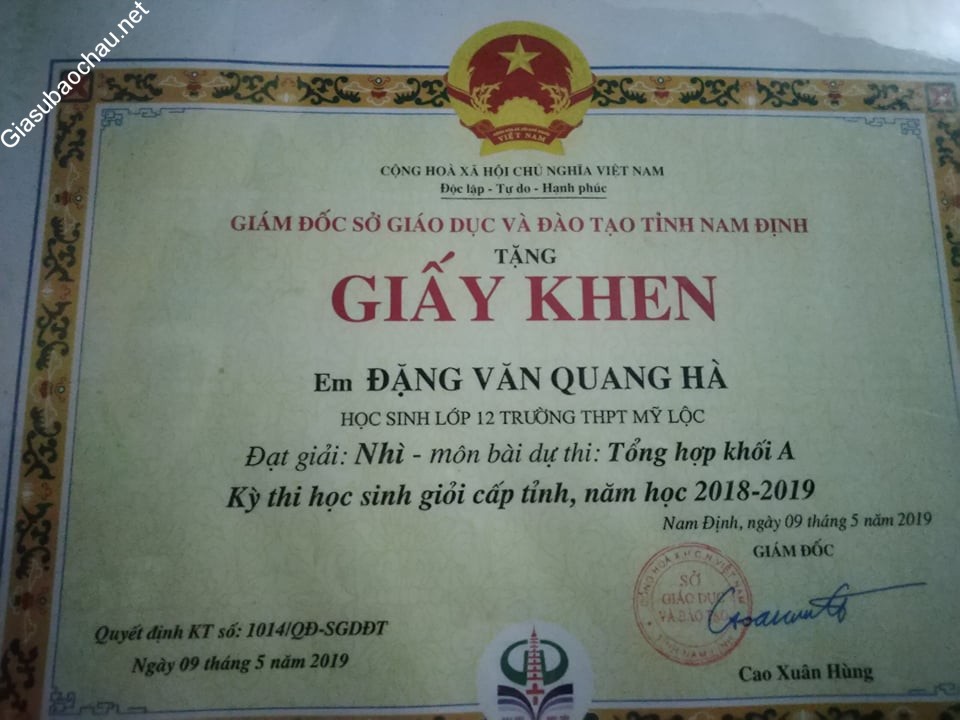 Giasubaochau.net
VIỆT NAM
CỘNG HOÀ XÃ HỘI CHỦ NGHĨA VIỆT NAM
Độc lập - Tự do - Hạnh phúc
GIÁM ĐỐC SỞ GIÁO DỤC VÀ ĐÀO TẠO TỈNH NAM ĐỊNH
TẶNG
GIẤY KHEN
Em ĐẶNG VĂN QUANG HÀ
HỌC SINH LỚP 12 TRƯỜNG THPT MỸ LỘC
Đạt giải: Nhì - môn bài dự thi: Tổng hợp khối A
Kỳ thi học sinh giỏi cấp tỉnh, năm học 2018-2019
Nam Định, ngày 09 tháng 5 năm 2019
GIÁM ĐỐC
SỞ
GIÁO DỤC
VÀ ĐÀO TẠO
Quyết định KT số: 1014/QĐ-SGDĐT
Ngày 09 tháng 5 năm 2019
Cao Xuân Hùng